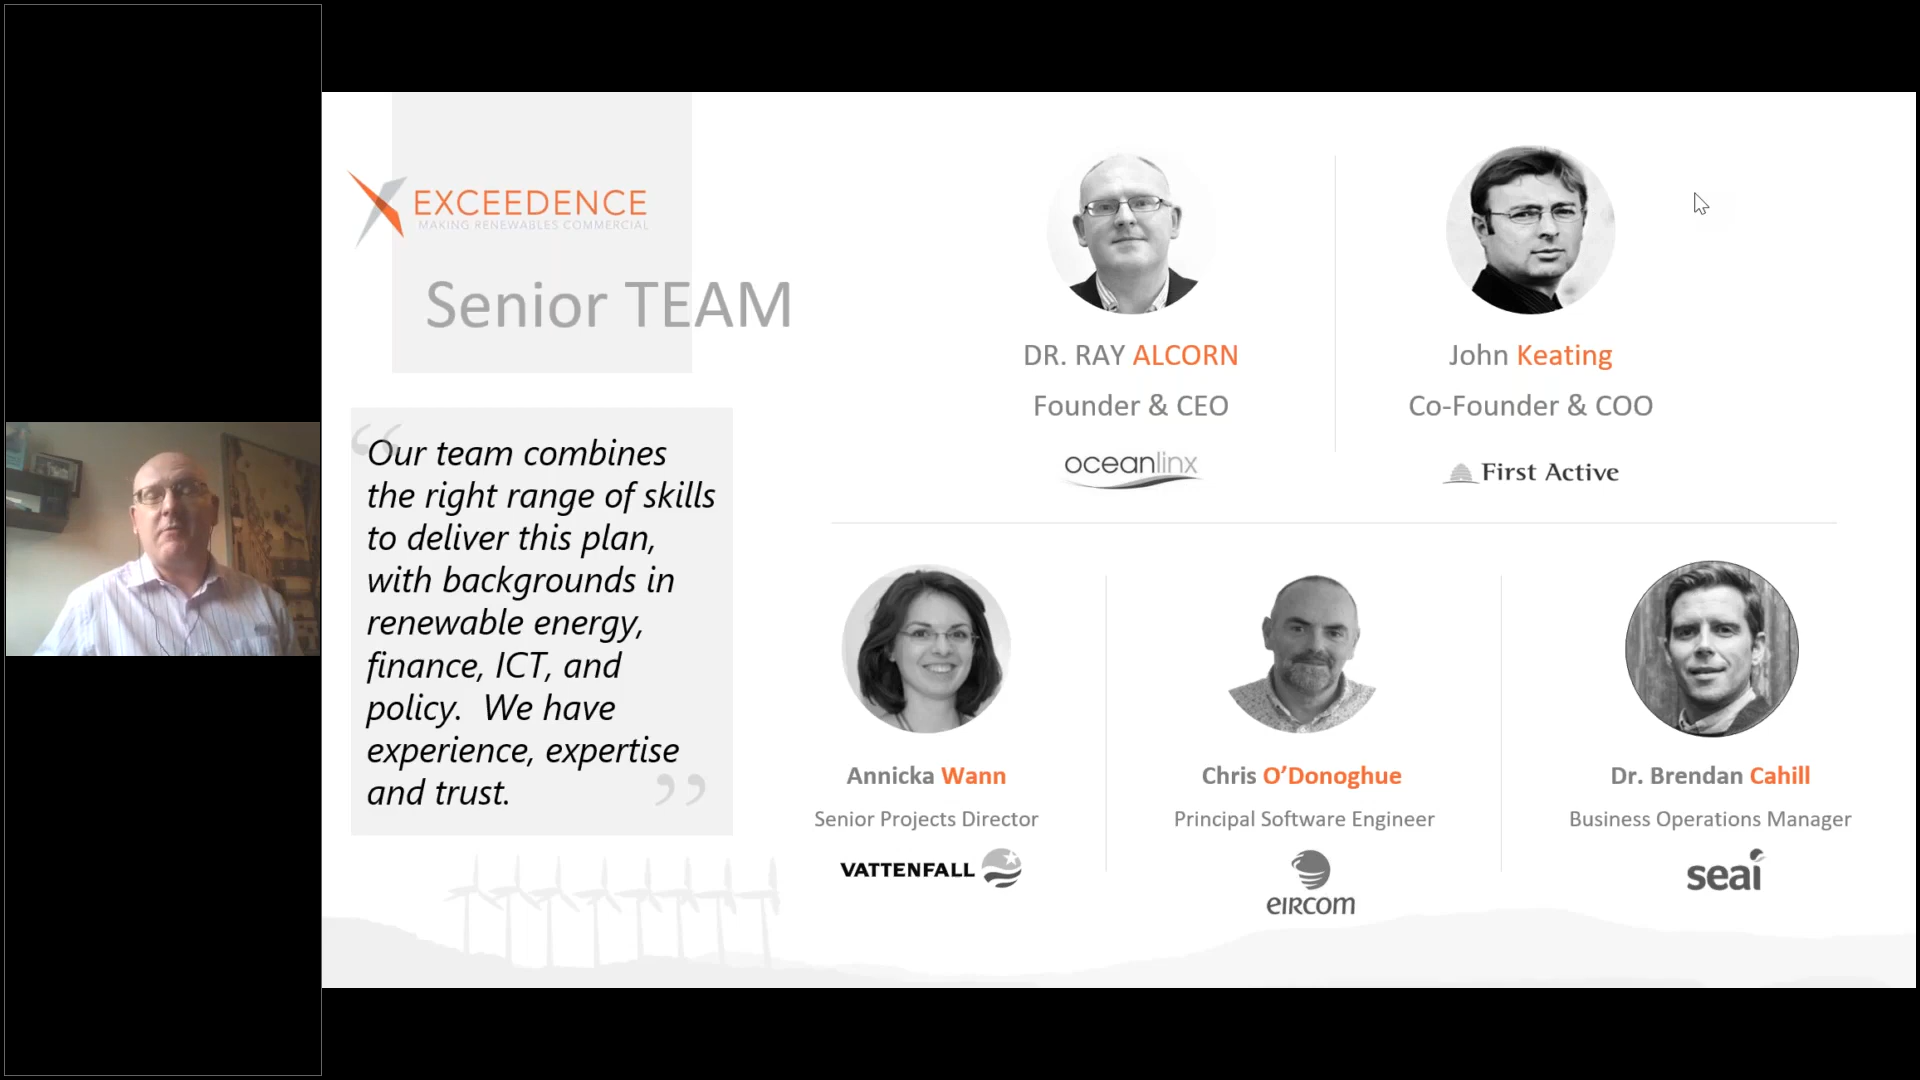 EXCEEDENCE
MAKING RENEWABLES COMMERCIAL
Senior TEAM
“Our team combines
the right range of skills
to deliver this plan,
with backgrounds in
renewable energy,
finance, ICT, and
policy.  We have
experience, expertise
and trust. ”
DR. RAY ALCORN
Founder & CEO
oceanlinx
John Keating
Co-Founder & COO
First Active
Annicka Wann
Senior Projects Director
VATTENFALL
Chris O’Donoghue
Principal Software Engineer
eircom
Dr. Brendan Cahill
Business Operations Manager
seai